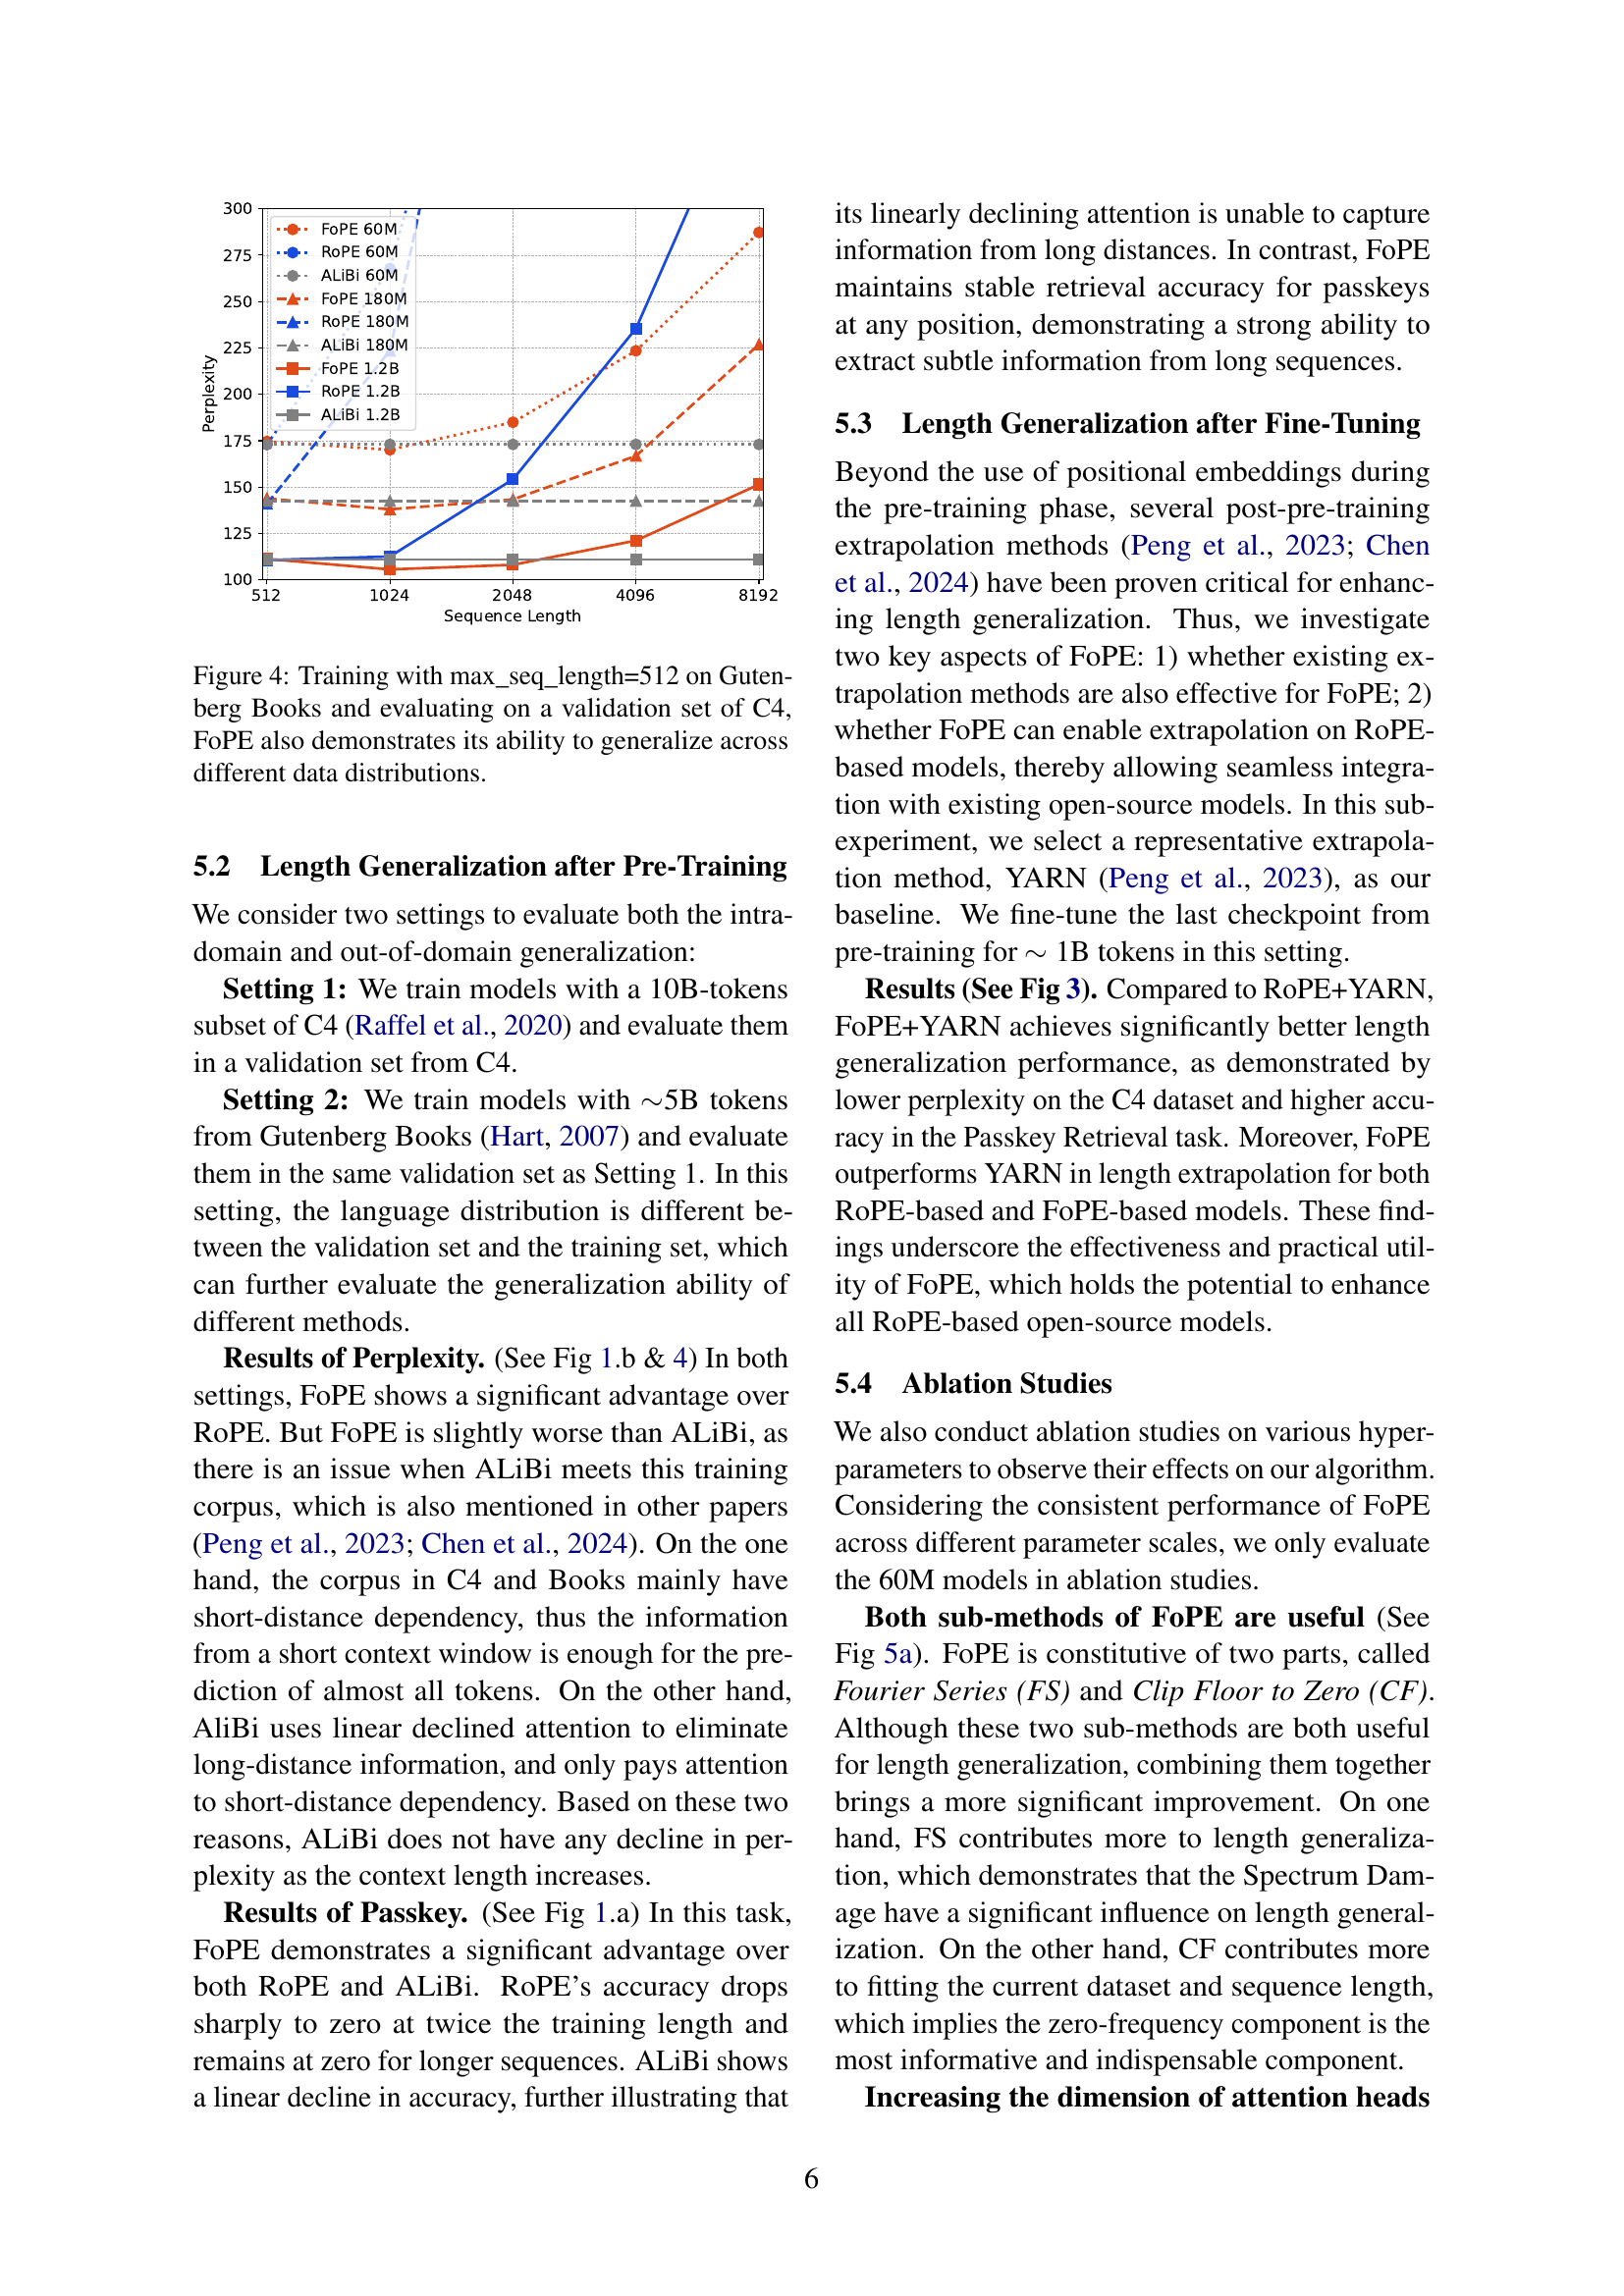 300
275
250
225
200
175
150
125
100
Perplexity
FoPE 60M
RoPE 60M
ALiBi 60M
FoPE 180M
RoPE 180M
ALiBi 180M
FoPE 1.2B
RoPE 1.2B
ALiBi 1.2B
512 1024 2048 4096 8192
Sequence Length
Figure 4: Training with max_seq_length=512 on Guten-
berg Books and evaluating on a validation set of C4,
FoPE also demonstrates its ability to generalize across
different data distributions.
5.2 Length Generalization after Pre-Training
We consider two settings to evaluate both the intra-
domain and out-of-domain generalization:
Setting 1: We train models with a 10B-tokens
subset of C4 (Raffel et al., 2020) and evaluate them
in a validation set from C4.
Setting 2: We train models with ∼5B tokens
from Gutenberg Books (Hart, 2007) and evaluate
them in the same validation set as Setting 1. In this
setting, the language distribution is different be-
tween the validation set and the training set, which
can further evaluate the generalization ability of
different methods.
Results of Perplexity. (See Fig 1.b & 4) In both
settings, FoPE shows a significant advantage over
RoPE. But FoPE is slightly worse than ALiBi, as
there is an issue when ALiBi meets this training
corpus, which is also mentioned in other papers
(Peng et al., 2023; Chen et al., 2024). On the one
hand, the corpus in C4 and Books mainly have
short-distance dependency, thus the information
from a short context window is enough for the pre-
diction of almost all tokens. On the other hand,
AliBi uses linear declined attention to eliminate
long-distance information, and only pays attention
to short-distance dependency. Based on these two
reasons, ALiBi does not have any decline in per-
plexity as the context length increases.
Results of Passkey. (See Fig 1.a) In this task,
FoPE demonstrates a significant advantage over
both RoPE and ALiBi. RoPE's accuracy drops
sharply to zero at twice the training length and
remains at zero for longer sequences. ALiBi shows
a linear decline in accuracy, further illustrating that
its linearly declining attention is unable to capture
information from long distances. In contrast, FoPE
maintains stable retrieval accuracy for passkeys
at any position, demonstrating a strong ability to
extract subtle information from long sequences.
5.3 Length Generalization after Fine-Tuning
Beyond the use of positional embeddings during
the pre-training phase, several post-pre-training
extrapolation methods (Peng et al., 2023; Chen
et al., 2024) have been proven critical for enhanc-
ing length generalization. Thus, we investigate
two key aspects of FoPE: 1) whether existing ex-
trapolation methods are also effective for FoPE; 2)
whether FoPE can enable extrapolation on RoPE-
based models, thereby allowing seamless integra-
tion with existing open-source models. In this sub-
experiment, we select a representative extrapola-
tion method, YARN (Peng et al., 2023), as our
baseline. We fine-tune the last checkpoint from
pre-training for ∼ 1B tokens in this setting.
Results (See Fig 3). Compared to RoPE+YARN,
FoPE+YARN achieves significantly better length
generalization performance, as demonstrated by
lower perplexity on the C4 dataset and higher accu-
racy in the Passkey Retrieval task. Moreover, FoPE
outperforms YARN in length extrapolation for both
RoPE-based and FoPE-based models. These find-
ings underscore the effectiveness and practical util-
ity of FoPE, which holds the potential to enhance
all RoPE-based open-source models.
5.4 Ablation Studies
We also conduct ablation studies on various hyper-
parameters to observe their effects on our algorithm.
Considering the consistent performance of FoPE
across different parameter scales, we only evaluate
the 60M models in ablation studies.
Both sub-methods of FoPE are useful (See
Fig 5a). FoPE is constitutive of two parts, called
Fourier Series (FS) and Clip Floor to Zero (CF).
Although these two sub-methods are both useful
for length generalization, combining them together
brings a more significant improvement. On one
hand, FS contributes more to length generaliza-
tion, which demonstrates that the Spectrum Dam-
age have a significant influence on length general-
ization. On the other hand, CF contributes more
to fitting the current dataset and sequence length,
which implies the zero-frequency component is the
most informative and indispensable component.
Increasing the dimension of attention heads
6